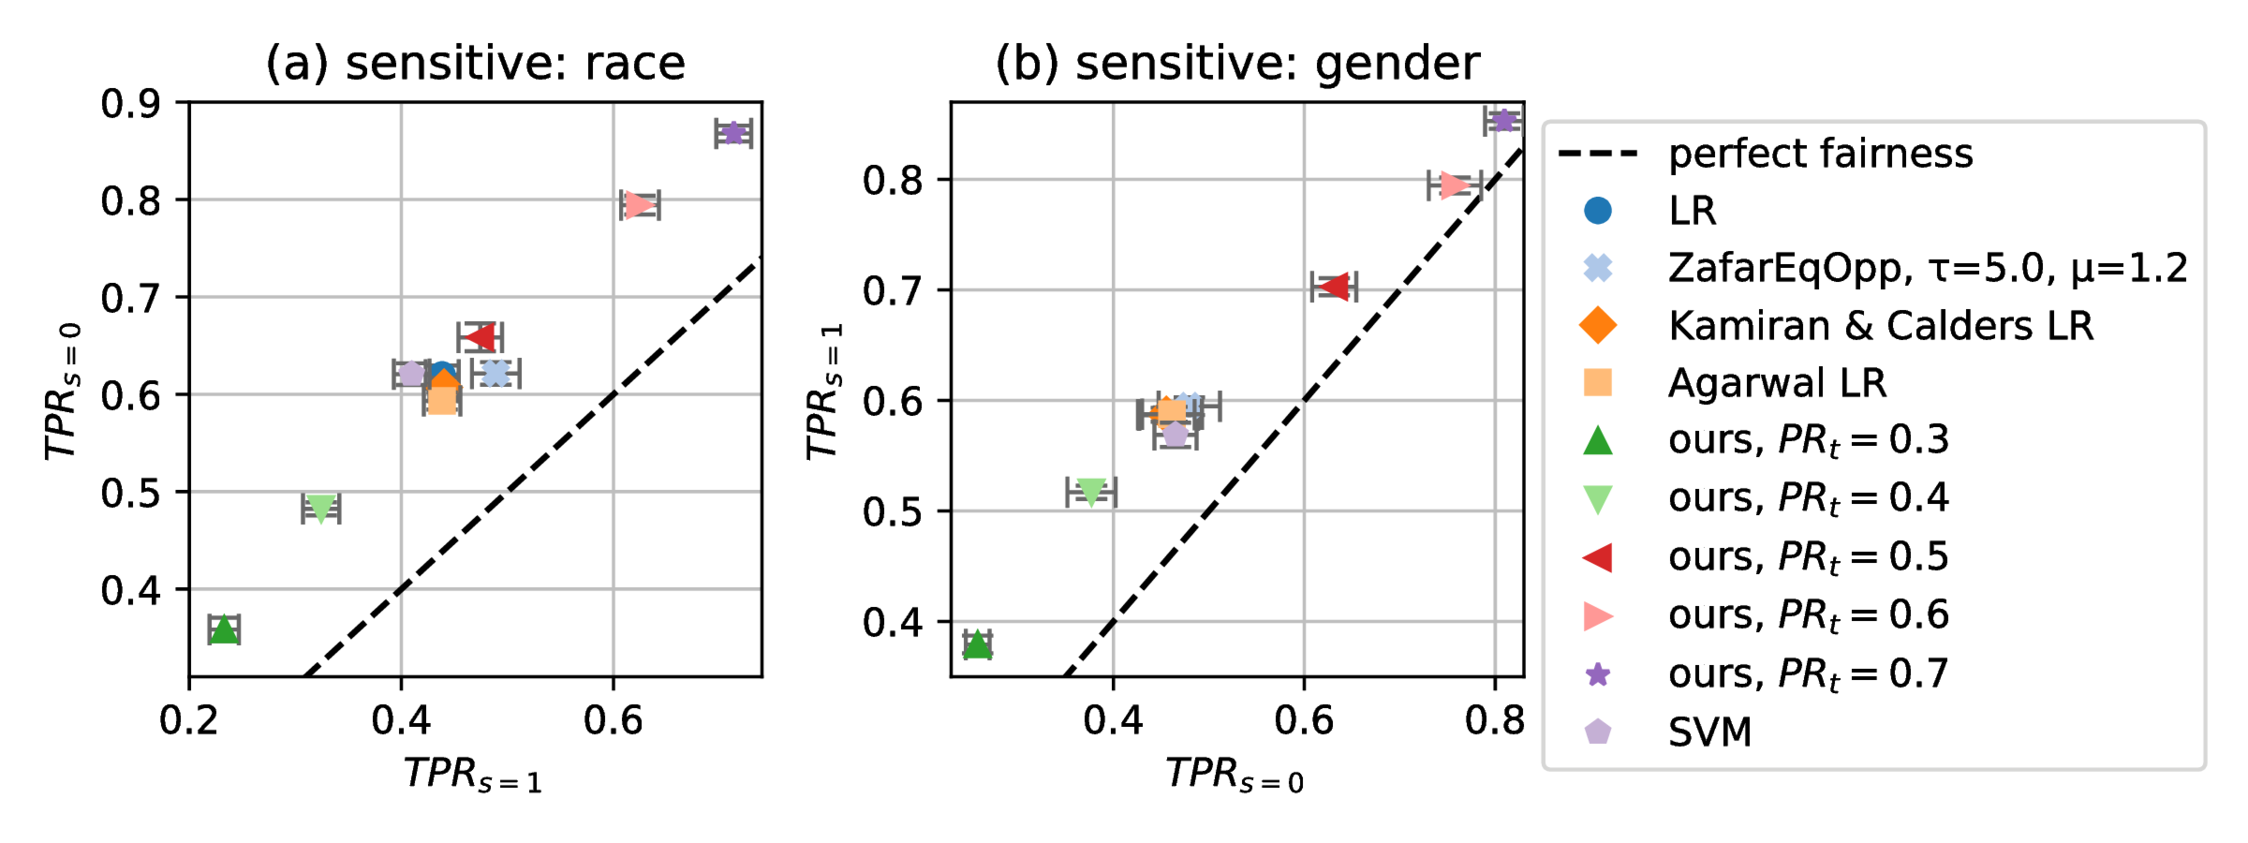 (a) sensitive: race
0.9
0.8
0.7
0.6
0.5
0.4
TPR_{s=0}
0.2 0.4 0.6
TPR_{s=1}
(b) sensitive: gender
0.8
0.7
0.6
0.5
0.4
TPR_{s=1}
0.4 0.6 0.8
TPR_{s=0}
perfect fairness
LR
ZafarEqOpp, τ=5.0, μ=1.2
Kamiran & Calders LR
Agarwal LR
ours, PR_t = 0.3
ours, PR_t = 0.4
ours, PR_t = 0.5
ours, PR_t = 0.6
ours, PR_t = 0.7
SVM